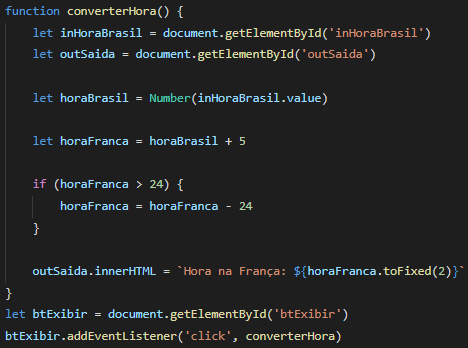 function converterHora() {
let inHoraBrasil = document.getElementById('inHoraBrasil')
let outSaida = document.getElementById('outSaida')
let horaBrasil = Number(inHoraBrasil.value)
let horaFranca = horaBrasil + 5
if (horaFranca > 24) {
horaFranca = horaFranca - 24
}
outSaida.innerHTML = `Hora na França: ${horaFranca.toFixed(2)}`
}
let btExibir = document.getElementById('btExibir')
btExibir.addEventListener('click', converterHora)